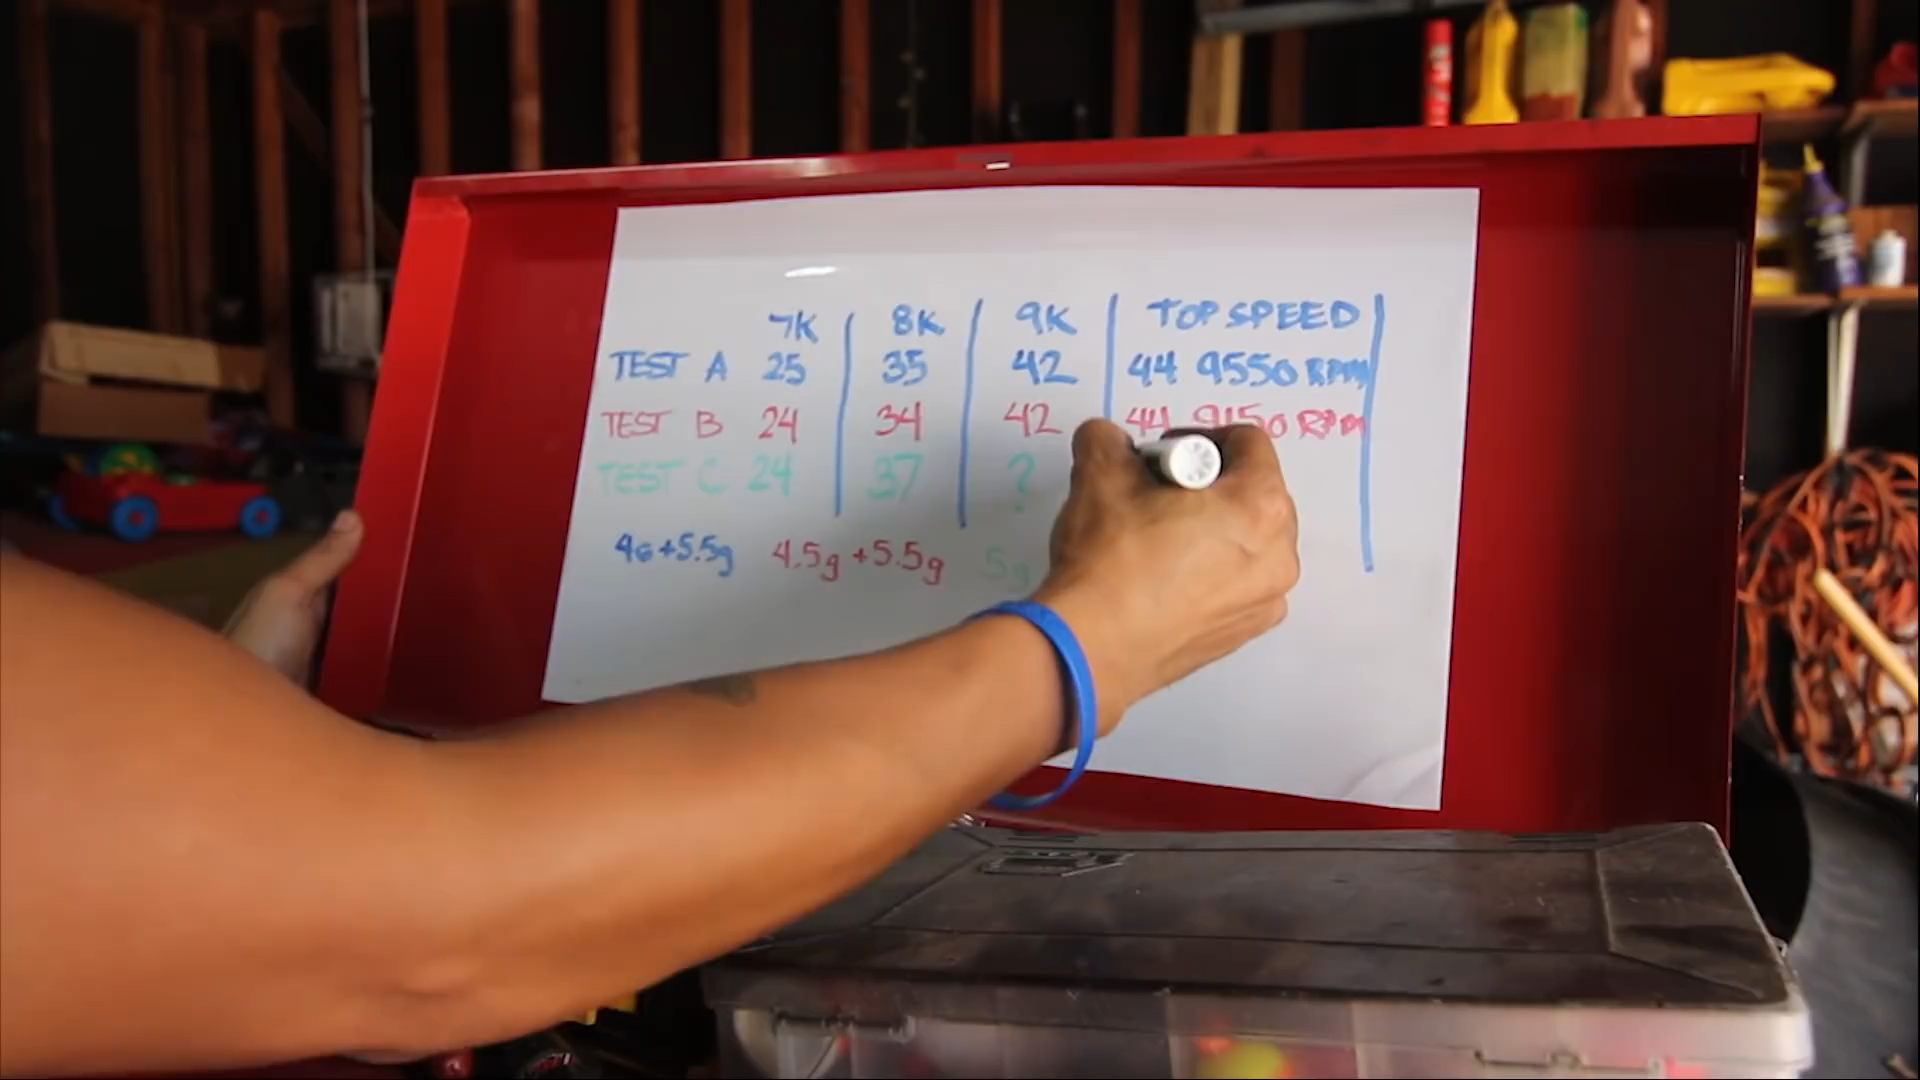 7K 8K 9K TOP SPEED
TEST A 25 35 42 44 9550 RPM
TEST B 24 34 42 44 9150 RPM
TEST C 24 37 ?
4G+5.5g 4.5g+5.5g 5g